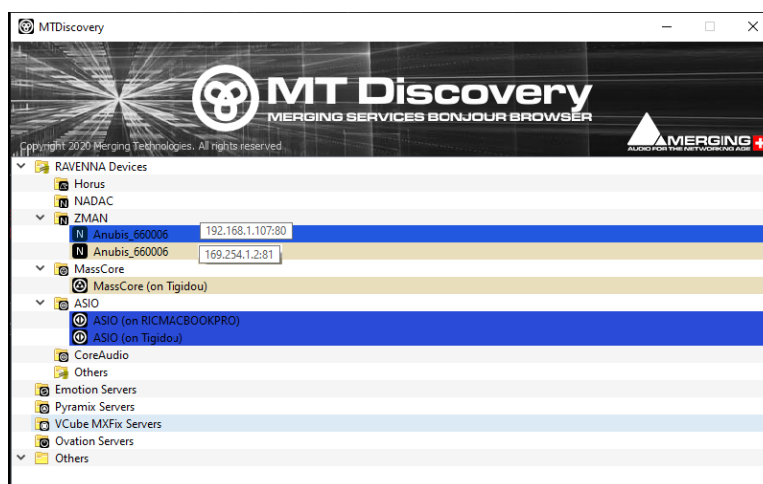 MTDiscovery
MT Discovery
MERGING SERVICES BONJOUR BROWSER
Copyright 2020 Merging Technologies. All rights reserved
MERGING
AUDIO FOR THE NETWORKING AGE
RAVENNA Devices
Horus
NADAC
ZMAN
Anubis_660006 192.168.1.107:80
Anubis_660006 169.254.1.2:81
MassCore
MassCore (on Tigidou)
ASIO
ASIO (on RICMACBOOKPRO)
ASIO (on Tigidou)
CoreAudio
Others
Emotion Servers
Pyramix Servers
VCube MXFix Servers
Ovation Servers
Others